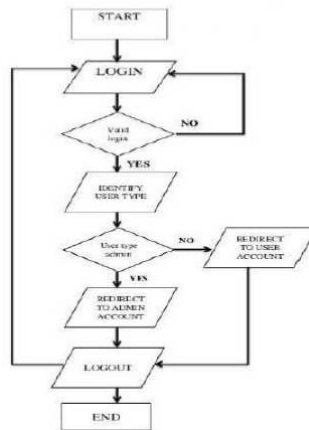 START
LOGIN
Valid
login
NO
YES
IDENTIFY
USER TYPE
User type
admin
NO
REDIRECT
TO USER
ACCOUNT
YES
REDIRECT
TO ADMIN
ACCOUNT
LOGOUT
END